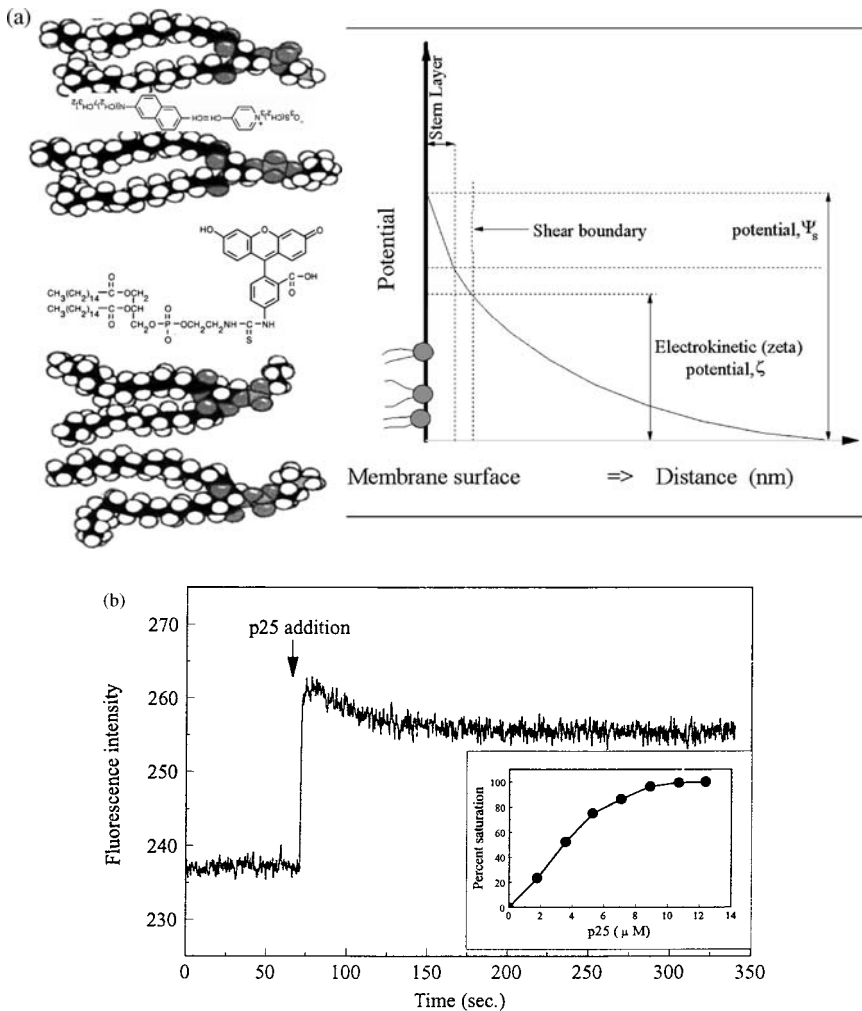 (a)
HO
O
O
OH
C
O
CH3(CH2)14 C OCH2
O
CH3(CH2)14 C OCH
O
CH2O P OCH2CH2NH C NH
O
O
S
Stern Layer
Potential
Shear boundary
potential, Ψs
Electrokinetic (zeta)
potential, ζ
Membrane surface => Distance (nm)
(b)
p25 addition
Fluorescence intensity
270
260
250
240
230
0 50 100 150 200 250 300 350
Time (sec.)
Percent saturation
100
80
60
40
20
0
0 2 4 6 8 10 12 14
p25 ( μ M)